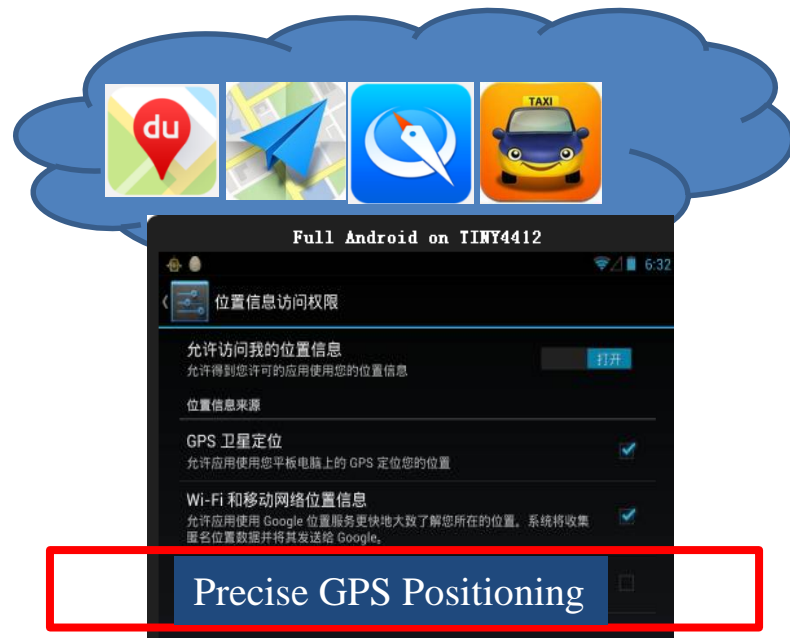 du
TAXI
Full Android on TINY4412
6:32
位置信息访问权限
允许访问我的位置信息
打开
允许得到您许可的应用使用您的位置信息
位置信息来源
GPS 卫星定位
允许应用使用您平板电脑上的 GPS 定位您的位置
Wi-Fi 和移动网络位置信息
允许应用使用 Google 位置服务更快地大致了解您所在的位置。系统将收集
匿名位置数据并将其发送给 Google。
Precise GPS Positioning